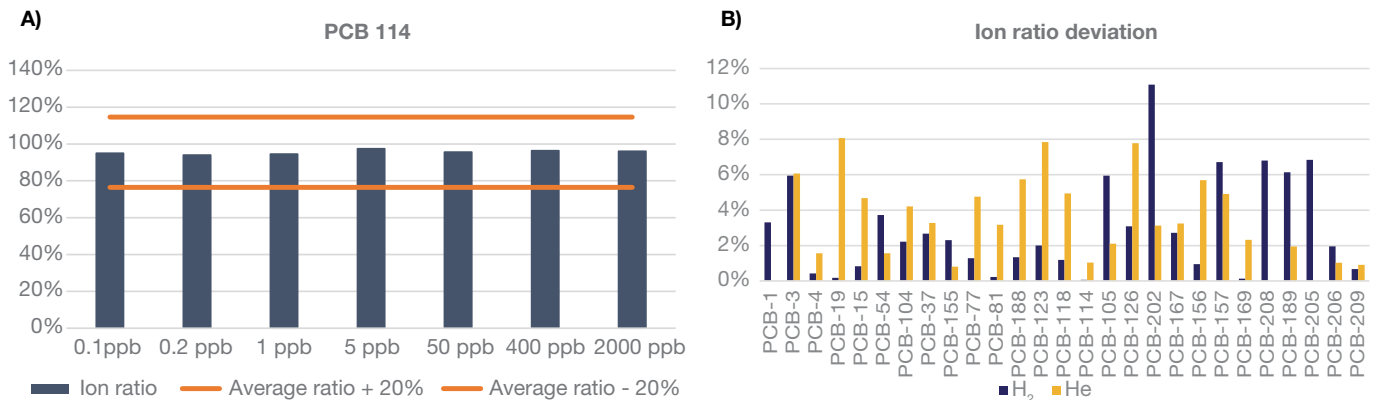 A)
PCB 114
140%
120%
100%
80%
60%
40%
20%
0%
0.1ppb 0.2 ppb 1 ppb 5 ppb 50 ppb 400 ppb 2000 ppb
Ion ratio Average ratio + 20% Average ratio - 20%
B)
Ion ratio deviation
12%
10%
8%
6%
4%
2%
0%
PCB-1
PCB-3
PCB-4
PCB-19
PCB-15
PCB-54
PCB-104
PCB-37
PCB-155
PCB-77
PCB-81
PCB-188
PCB-123
PCB-118
PCB-114
PCB-105
PCB-126
PCB-202
PCB-167
PCB-156
PCB-157
PCB-169
PCB-208
PCB-189
PCB-205
PCB-206
PCB-209
H₂ He